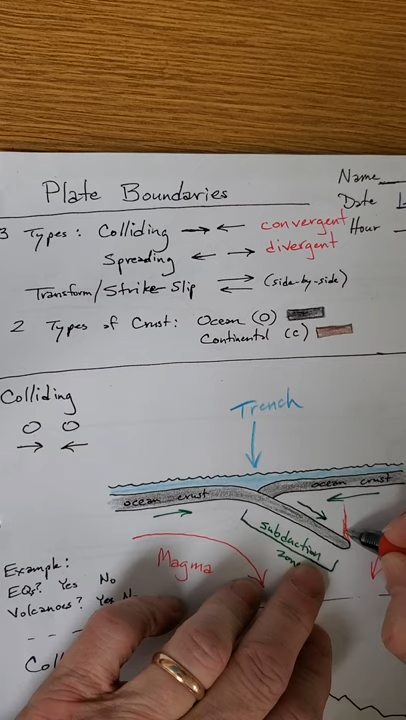 Name
Plate Boundaries
Date
3 Types: Colliding → ← convergent
Hour
Spreading ← → divergent
Transform/Strike-Slip (side-by-side)
2 Types of Crust: Ocean (O)
Continental (C)
Colliding
O O
→ ←
Trench
ocean crust
ocean crust
subduction
Magma
Example:
EQs? Yes No
Volcanoes? Yes